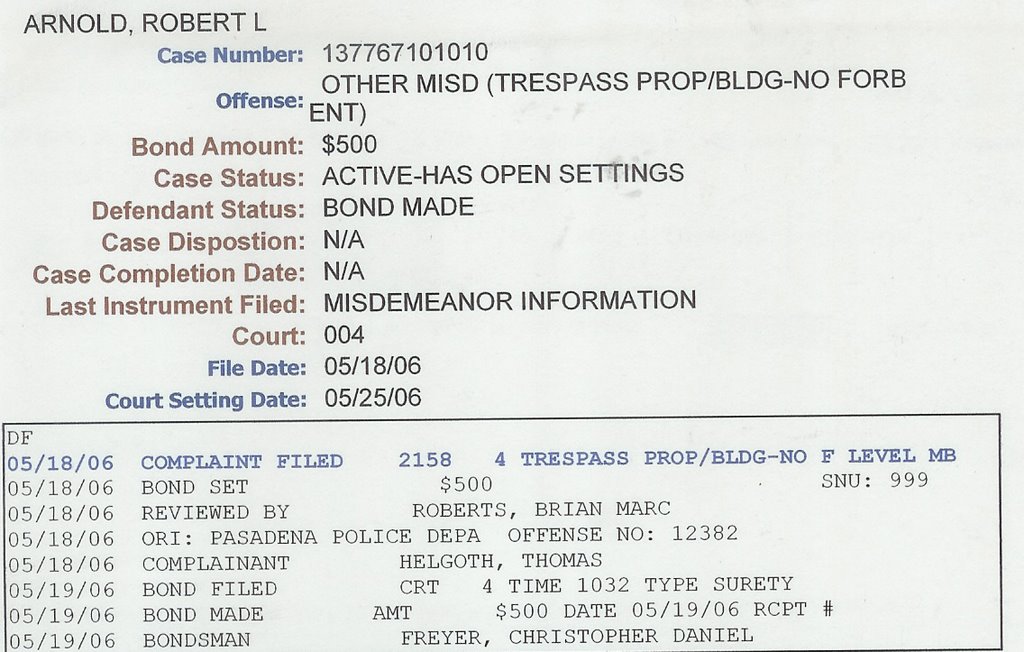 ARNOLD, ROBERT L
Case Number: 137767101010
Offense: OTHER MISD (TRESPASS PROP/BLDG-NO FORB
ENT)
Bond Amount: $500
Case Status: ACTIVE-HAS OPEN SETTINGS
Defendant Status: BOND MADE
Case Dispostion: N/A
Case Completion Date: N/A
Last Instrument Filed: MISDEMEANOR INFORMATION
Court: 004
File Date: 05/18/06
Court Setting Date: 05/25/06
DF
05/18/06 COMPLAINT FILED 2158 4 TRESPASS PROP/BLDG-NO F LEVEL MB
05/18/06 BOND SET $500 SNU: 999
05/18/06 REVIEWED BY ROBERTS, BRIAN MARC
05/18/06 ORI: PASADENA POLICE DEPA OFFENSE NO: 12382
05/18/06 COMPLAINANT HELGOTH, THOMAS
05/19/06 BOND FILED CRT 4 TIME 1032 TYPE SURETY
05/19/06 BOND MADE AMT $500 DATE 05/19/06 RCPT #
05/19/06 BONDSMAN FREYER, CHRISTOPHER DANIEL